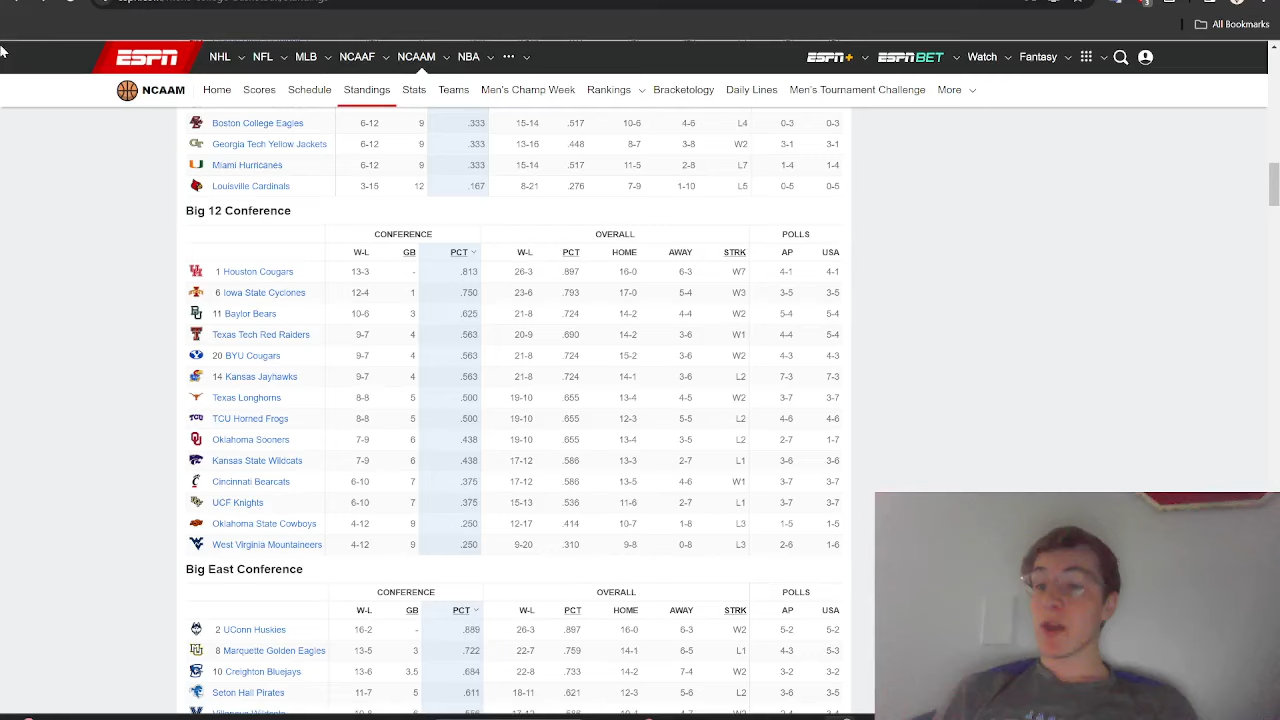 All Bookmarks
ESPN NHL NFL MLB NCAAF NCAAM NBA ESPN+ ESPN BET Watch Fantasy
NCAAM Home Scores Schedule Standings Stats Teams Men's Champ Week Rankings Bracketology Daily Lines Men's Tournament Challenge More
Boston College Eagles 6-12 9 .333 15-14 .517 10-6 4-6 L4 0-3 0-3
Georgia Tech Yellow Jackets 6-12 9 .333 13-16 .448 8-7 3-8 W2 3-1 3-1
Miami Hurricanes 6-12 9 .333 15-14 .517 11-5 2-8 L7 1-4 1-4
Louisville Cardinals 3-15 12 .167 8-21 .276 7-9 1-10 L5 0-5 0-5
Big 12 Conference
CONFERENCE OVERALL POLLS
W-L GB PCT W-L PCT HOME AWAY STRK AP USA
1 Houston Cougars 13-3 - .813 26-3 .897 16-0 6-3 W7 4-1 4-1
6 Iowa State Cyclones 12-4 1 .750 23-6 .793 17-0 5-4 W3 3-5 3-5
11 Baylor Bears 10-6 3 .625 21-8 .724 14-2 4-4 W2 5-4 5-4
Texas Tech Red Raiders 9-7 4 .563 20-9 .690 14-2 3-6 W1 4-4 5-4
20 BYU Cougars 9-7 4 .563 21-8 .724 15-2 3-6 W2 4-3 4-3
14 Kansas Jayhawks 9-7 4 .563 21-8 .724 14-1 3-6 L2 7-3 7-3
Texas Longhorns 8-8 5 .500 19-10 .655 13-4 4-5 W2 3-7 3-7
TCU Horned Frogs 8-8 5 .500 19-10 .655 12-3 5-5 L2 4-6 4-6
Oklahoma Sooners 7-9 6 .438 19-10 .655 13-4 3-5 L2 2-7 1-7
Kansas State Wildcats 7-9 6 .438 17-12 .586 13-3 2-7 L1 3-6 3-6
Cincinnati Bearcats 6-10 7 .375 17-12 .586 13-5 4-6 W1 3-7 3-7
UCF Knights 6-10 7 .375 15-13 .536 11-6 2-7 L1 3-7 3-7
Oklahoma State Cowboys 4-12 9 .250 12-17 .414 10-7 1-8 L3 1-5 1-5
West Virginia Mountaineers 4-12 9 .250 9-20 .310 9-8 0-8 L3 2-6 1-6
Big East Conference
CONFERENCE OVERALL POLLS
W-L GB PCT W-L PCT HOME AWAY STRK AP USA
2 UConn Huskies 16-2 - .889 26-3 .897 16-0 6-3 W2 5-2 5-2
8 Marquette Golden Eagles 13-5 3 .722 22-7 .759 14-1 6-5 L1 4-3 5-3
10 Creighton Bluejays 13-6 3.5 .684 22-8 .733 14-2 7-4 W2 3-2 3-2
Seton Hall Pirates 11-7 5 .611 18-11 .621 12-3 5-6 L2 3-6 3-5